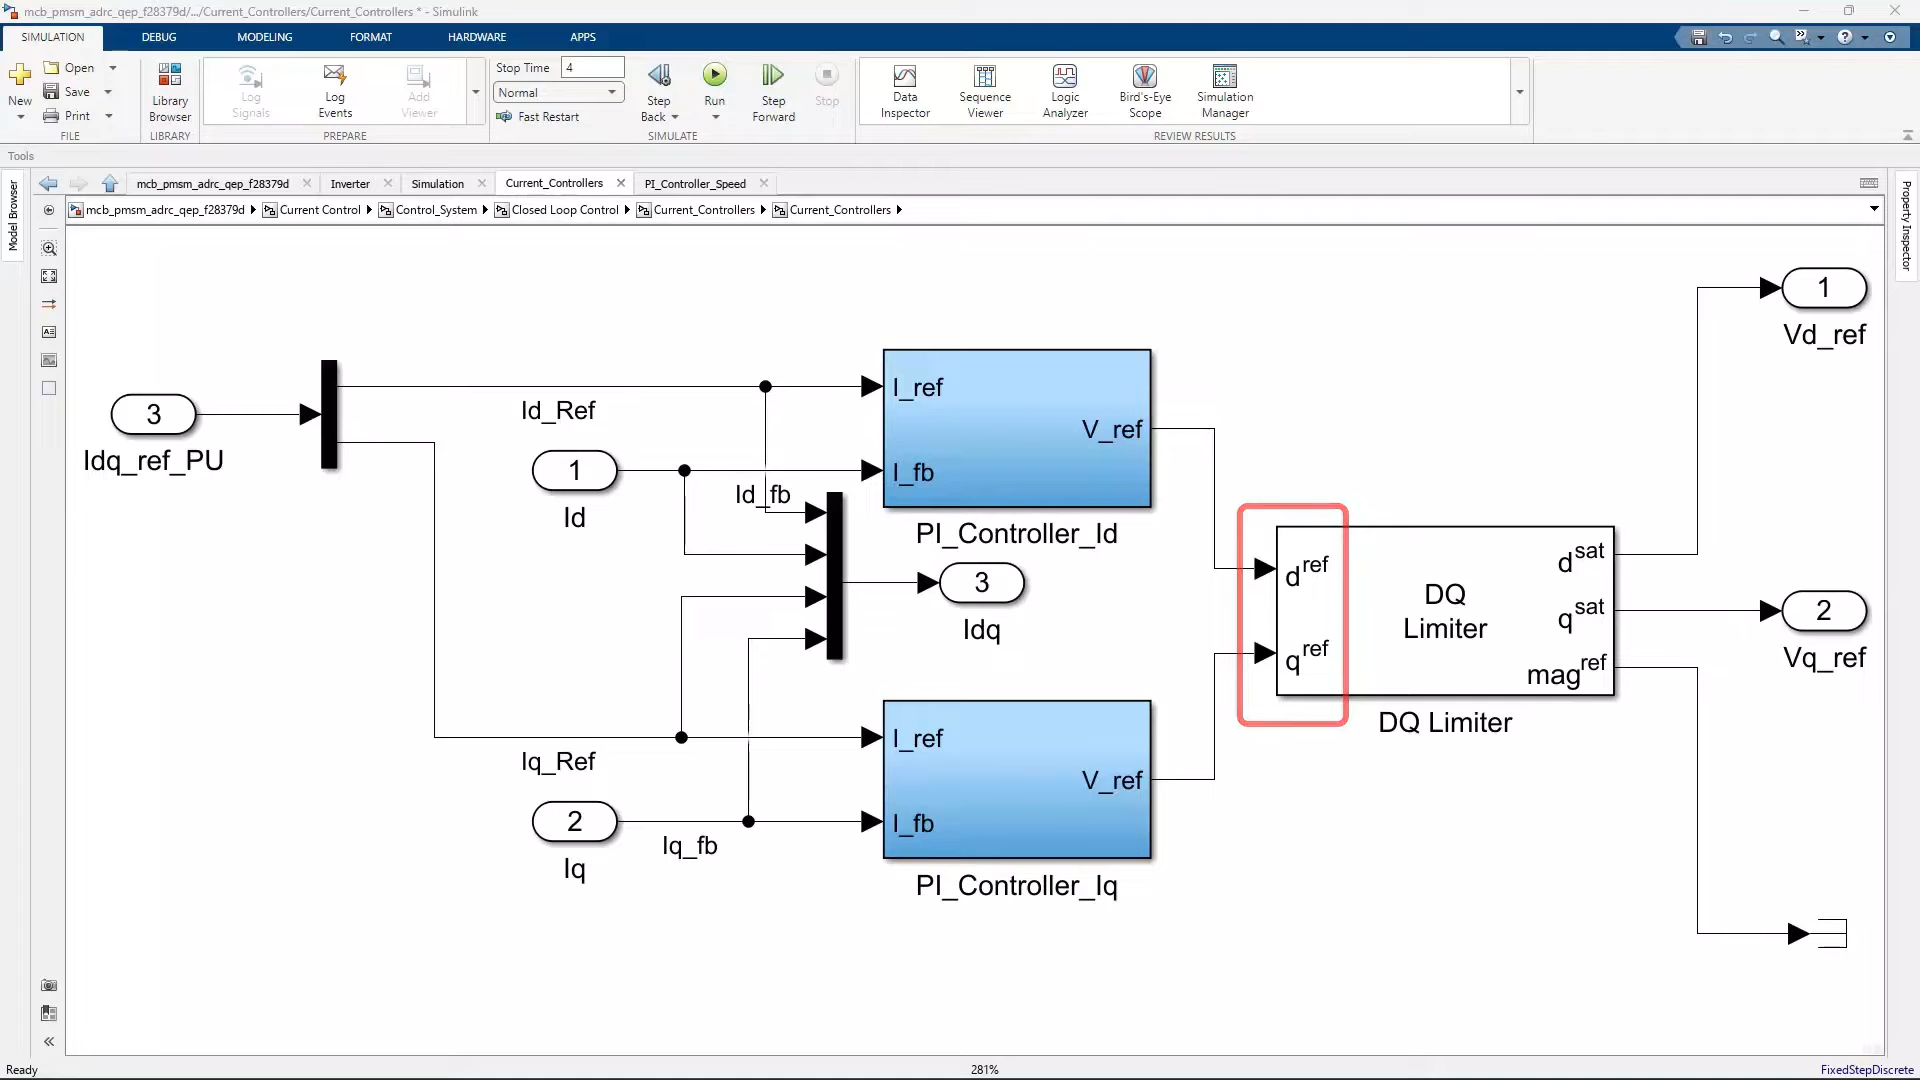 mcb_pmsm_adrc_qep_f28379d/.../Current_Controllers/Current_Controllers * - Simulink
SIMULATION DEBUG MODELING FORMAT HARDWARE APPS
New
Open
Save
Print
FILE
Library Browser
LIBRARY
Log Signals
Log Events
Add Viewer
PREPARE
Stop Time 4
Normal
Fast Restart
Step Back
Run
Step Forward
Stop
SIMULATE
Data Inspector
Sequence Viewer
Logic Analyzer
Bird's-Eye Scope
Simulation Manager
REVIEW RESULTS
Tools
Model Browser
Property Inspector
mcb_pmsm_adrc_qep_f28379d Inverter Simulation Current_Controllers PI_Controller_Speed
mcb_pmsm_adrc_qep_f28379d Current Control Control_System Closed Loop Control Current_Controllers Current_Controllers
3
Idq_ref_PU
Id_Ref
1
Id
Id_fb
I_ref
V_ref
I_fb
PI_Controller_Id
3
Idq
Iq_Ref
2
Iq
Iq_fb
I_ref
V_ref
I_fb
PI_Controller_Iq
d^ref
q^ref
DQ
Limiter
d^sat
q^sat
mag^ref
DQ Limiter
1
Vd_ref
2
Vq_ref
Ready
281%
FixedStepDiscrete